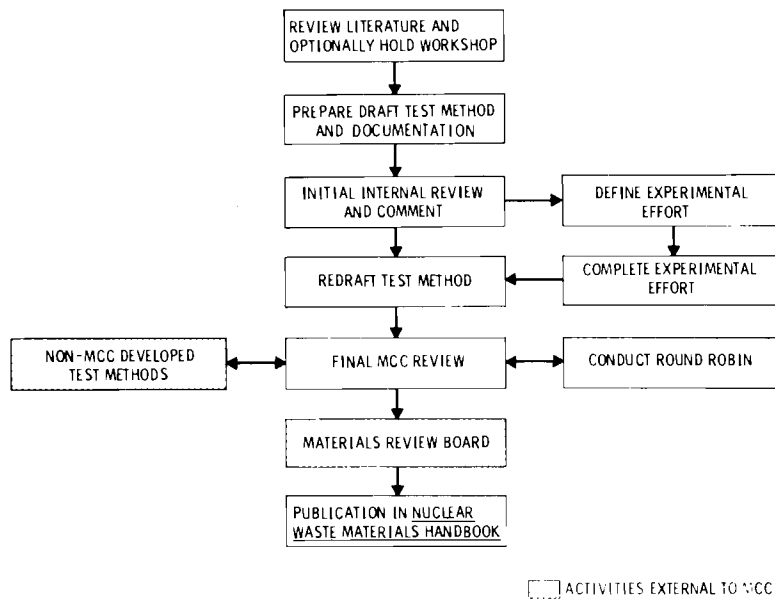 REVIEW LITERATURE AND
OPTIONALLY HOLD WORKSHOP
PREPARE DRAFT TEST METHOD
AND DOCUMENTATION
INITIAL INTERNAL REVIEW
AND COMMENT
DEFINE EXPERIMENTAL
EFFORT
REDRAFT TEST METHOD
COMPLETE EXPERIMENTAL
EFFORT
NON-MCC DEVELOPED
TEST METHODS
FINAL MCC REVIEW
CONDUCT ROUND ROBIN
MATERIALS REVIEW BOARD
PUBLICATION IN NUCLEAR
WASTE MATERIALS HANDBOOK
ACTIVITIES EXTERNAL TO MCC